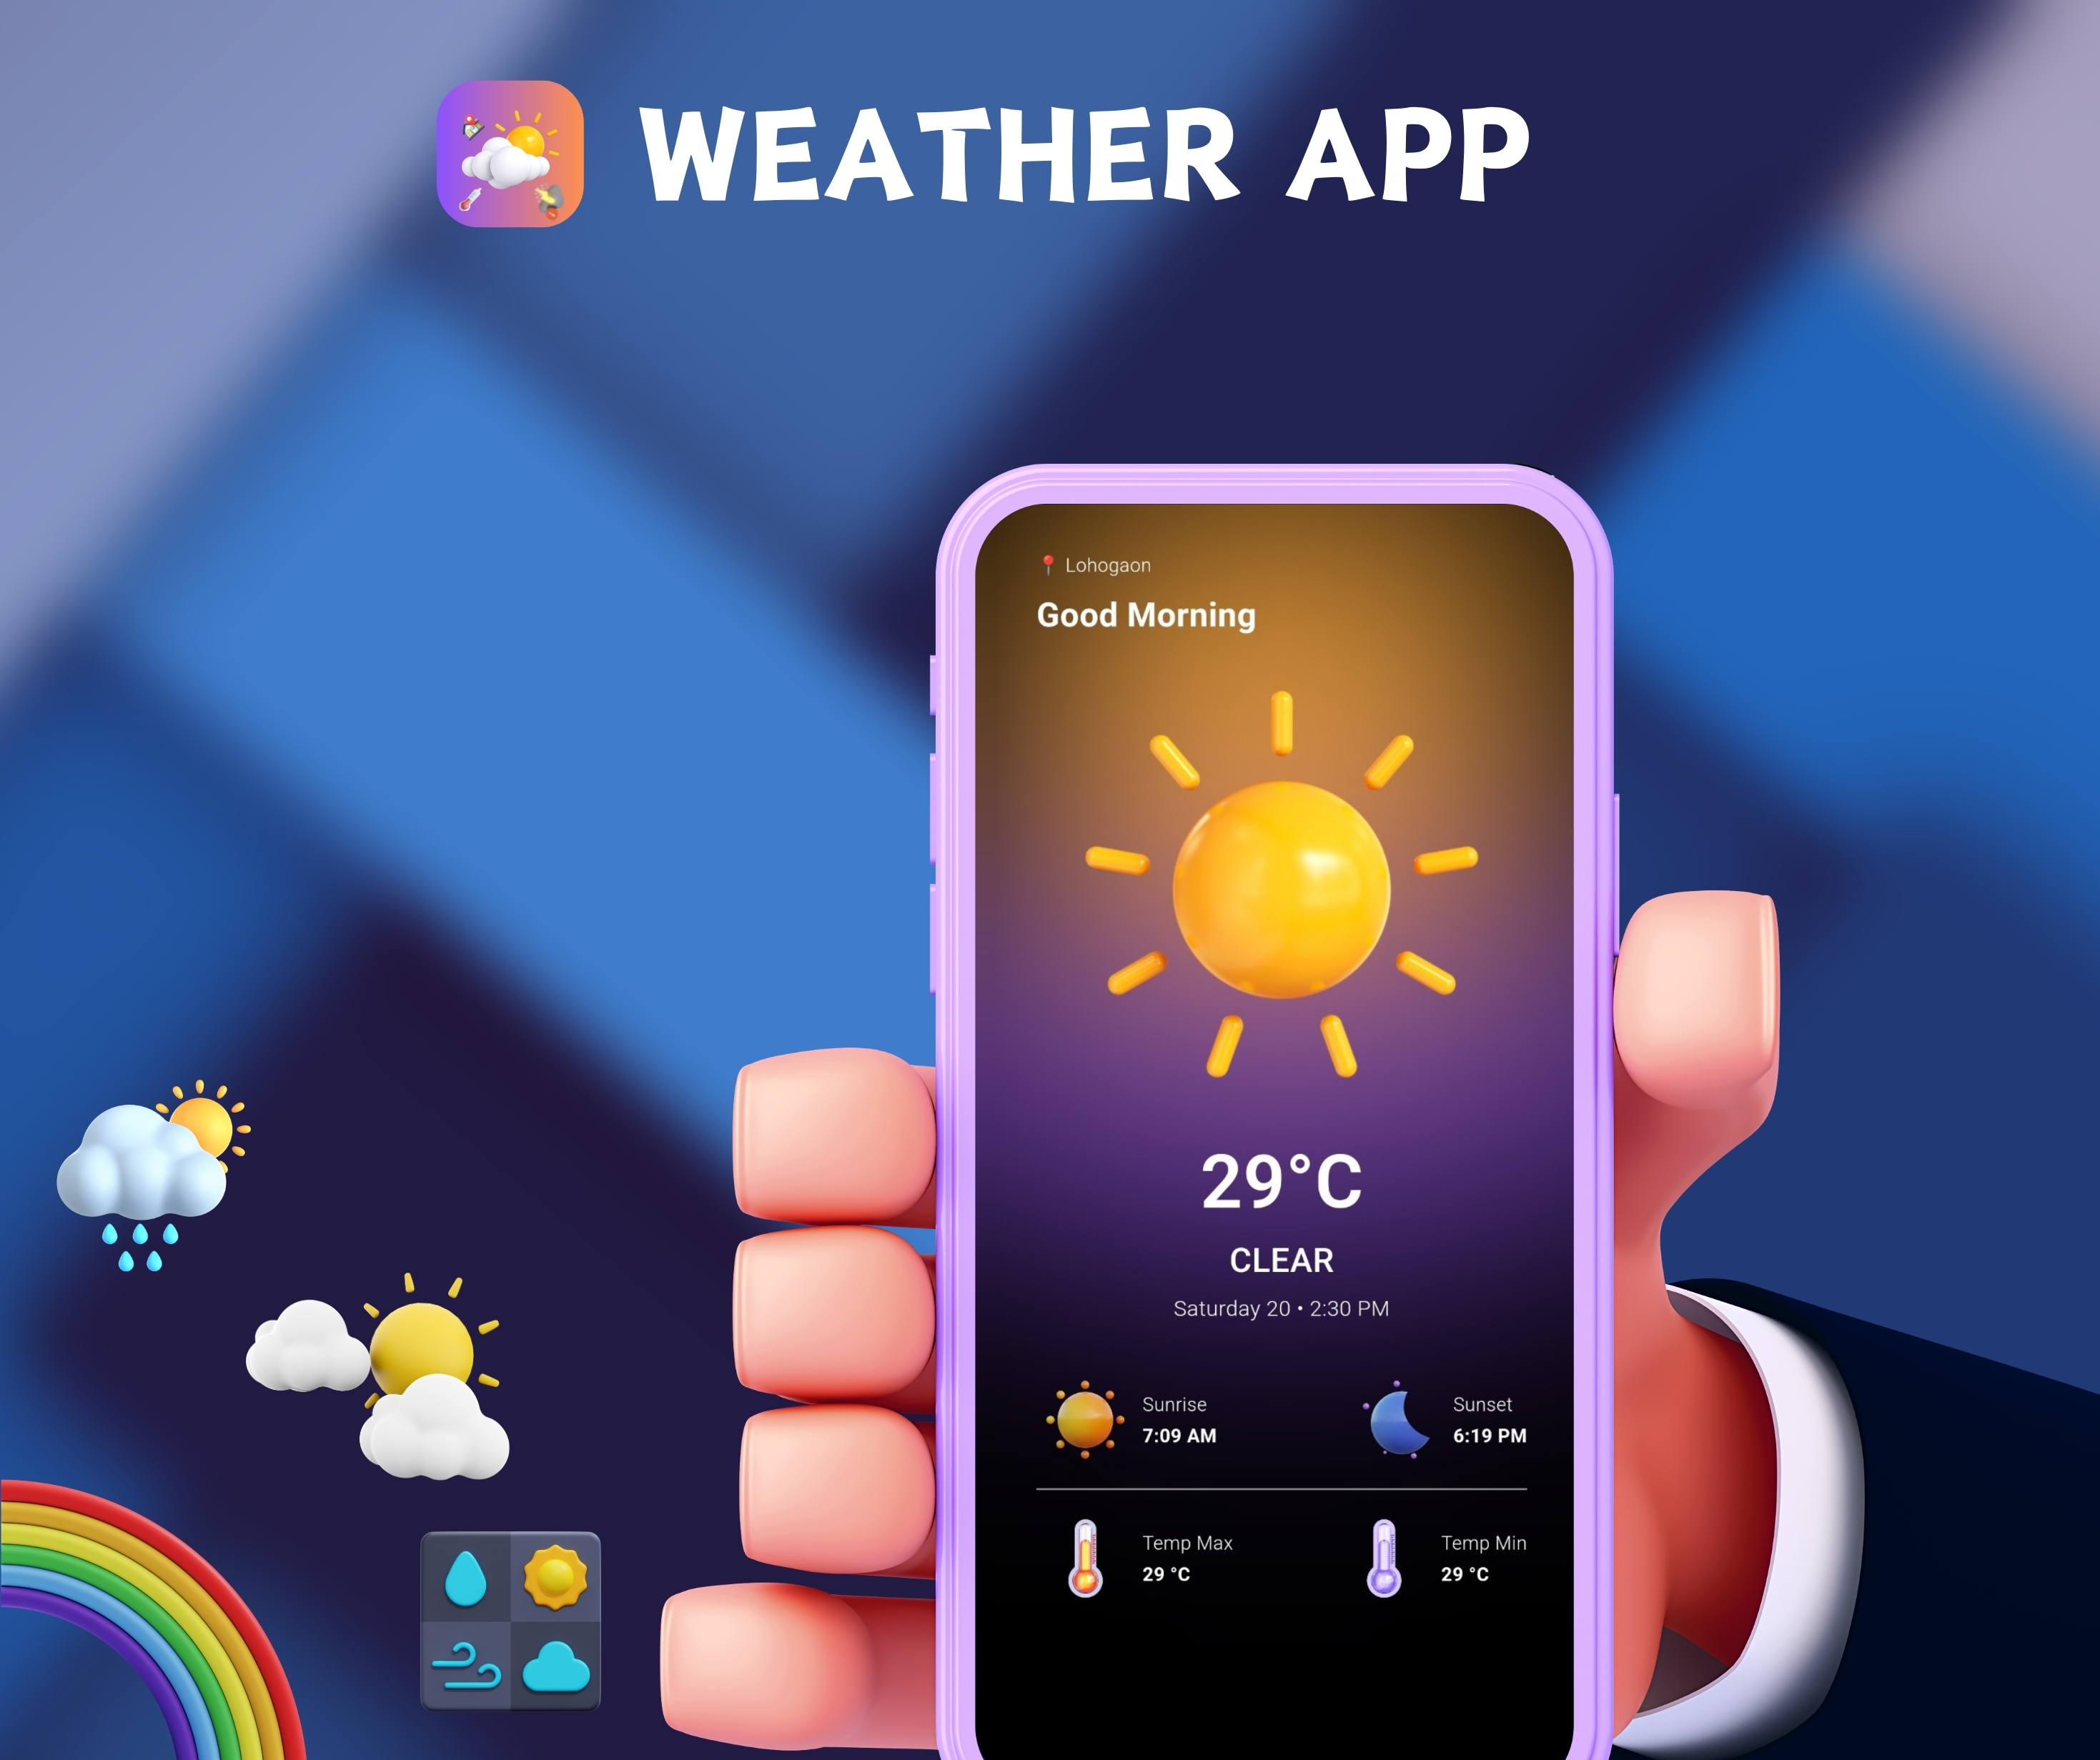 WEATHER APP
📍 Lohogaon
Good Morning
29°C
CLEAR
Saturday 20 • 2:30 PM
Sunrise
7:09 AM
Sunset
6:19 PM
Temp Max
29 °C
Temp Min
29 °C